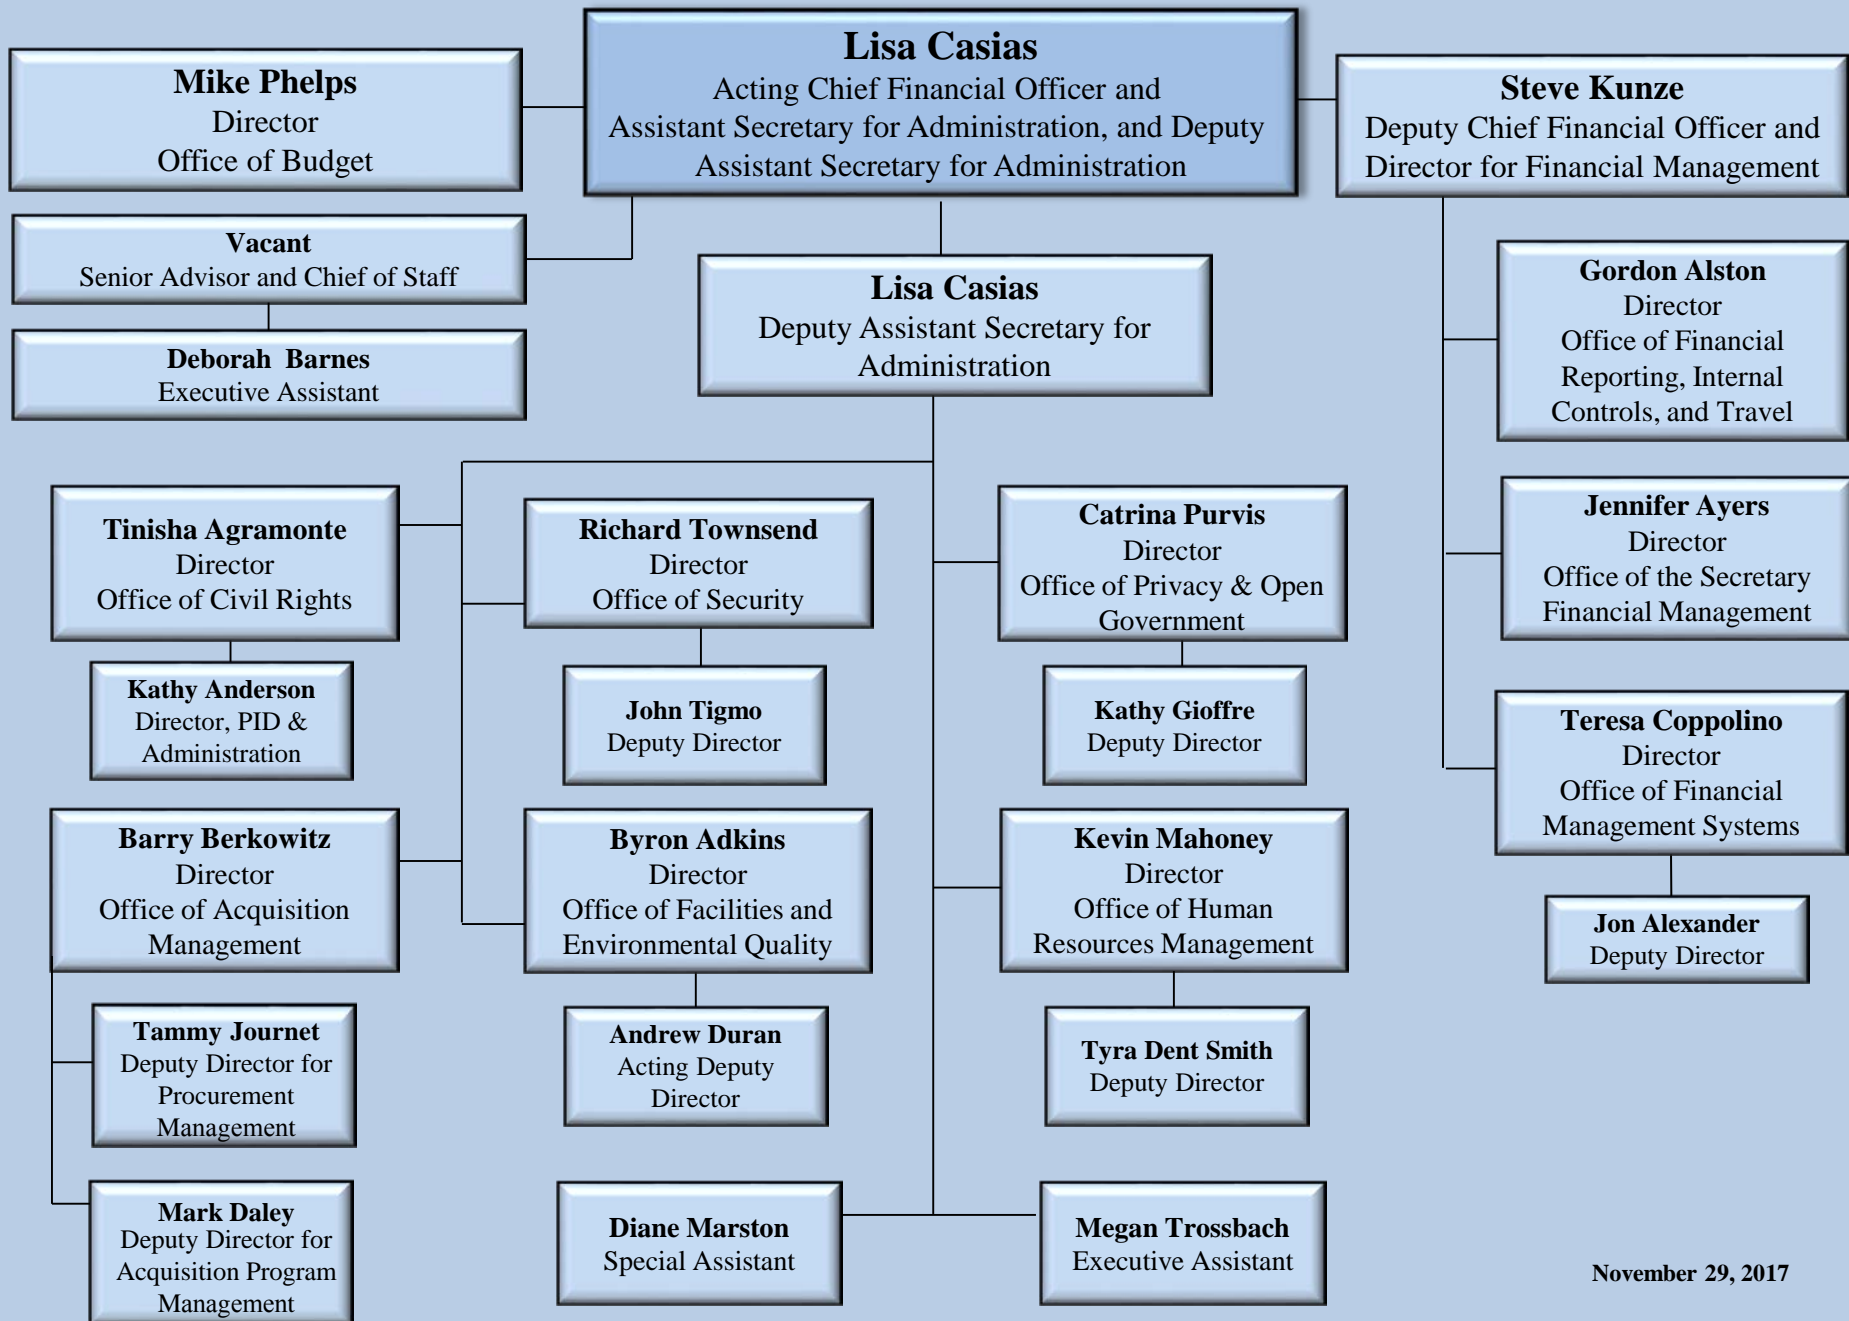 Lisa Casias
Acting Chief Financial Officer and
Assistant Secretary for Administration, and Deputy
Assistant Secretary for Administration
Mike Phelps
Director
Office of Budget
Steve Kunze
Deputy Chief Financial Officer and
Director for Financial Management
Vacant
Senior Advisor and Chief of Staff
Deborah Barnes
Executive Assistant
Lisa Casias
Deputy Assistant Secretary for
Administration
Gordon Alston
Director
Office of Financial
Reporting, Internal
Controls, and Travel
Jennifer Ayers
Director
Office of the Secretary
Financial Management
Teresa Coppolino
Director
Office of Financial
Management Systems
Jon Alexander
Deputy Director
Tinisha Agramonte
Director
Office of Civil Rights
Kathy Anderson
Director, PID &
Administration
Richard Townsend
Director
Office of Security
John Tigmo
Deputy Director
Catrina Purvis
Director
Office of Privacy & Open
Government
Kathy Gioffre
Deputy Director
Barry Berkowitz
Director
Office of Acquisition
Management
Tammy Journet
Deputy Director for
Procurement
Management
Mark Daley
Deputy Director for
Acquisition Program
Management
Byron Adkins
Director
Office of Facilities and
Environmental Quality
Andrew Duran
Acting Deputy
Director
Kevin Mahoney
Director
Office of Human
Resources Management
Tyra Dent Smith
Deputy Director
Diane Marston
Special Assistant
Megan Trossbach
Executive Assistant
November 29, 2017